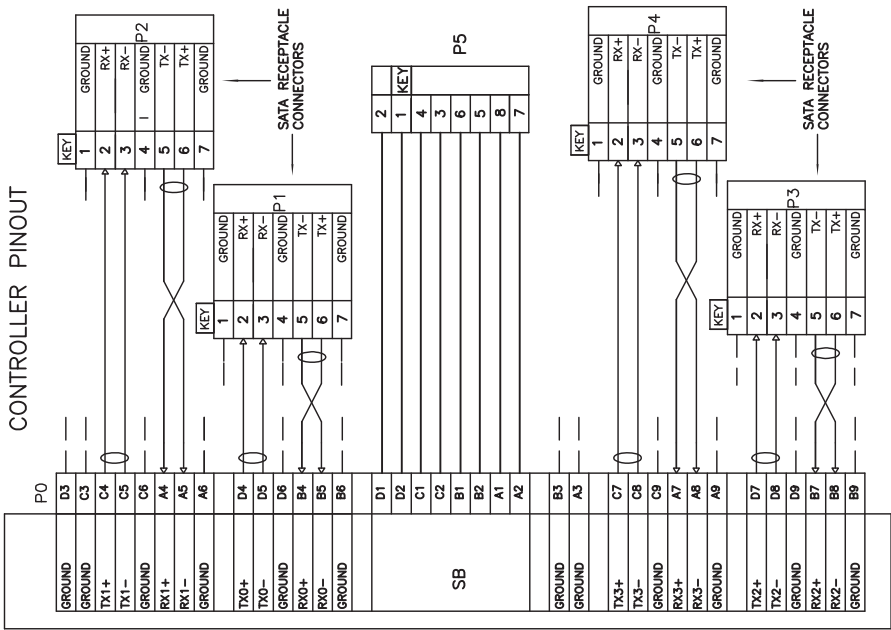 CONTROLLER PINOUT
P0
GROUND D3
GROUND C3
TX1+ C4
TX1- C5
GROUND C6
RX1+ A4
RX1- A5
GROUND A6
TX0+ D4
TX0- D5
GROUND D6
RX0+ B4
RX0- B5
GROUND B6
SB
D1
D2
C1
C2
B1
B2
A1
A2
GROUND B3
GROUND A3
TX3+ C7
TX3- C8
GROUND C9
RX3+ A7
RX3- A8
GROUND A9
TX2+ D7
TX2- D8
GROUND D9
RX2+ B7
RX2- B8
GROUND B9
KEY
1 GROUND
2 RX+
3 RX-
4 GROUND
5 TX-
6 TX+
7 GROUND
P2
SATA RECEPTACLE
CONNECTORS
KEY
1 GROUND
2 RX+
3 RX-
4 GROUND
5 TX-
6 TX+
7 GROUND
P1
P5
2
1 KEY
4
3
6
5
8
7
KEY
1 GROUND
2 RX+
3 RX-
4 GROUND
5 TX-
6 TX+
7 GROUND
P4
SATA RECEPTACLE
CONNECTORS
KEY
1 GROUND
2 RX+
3 RX-
4 GROUND
5 TX-
6 TX+
7 GROUND
P3